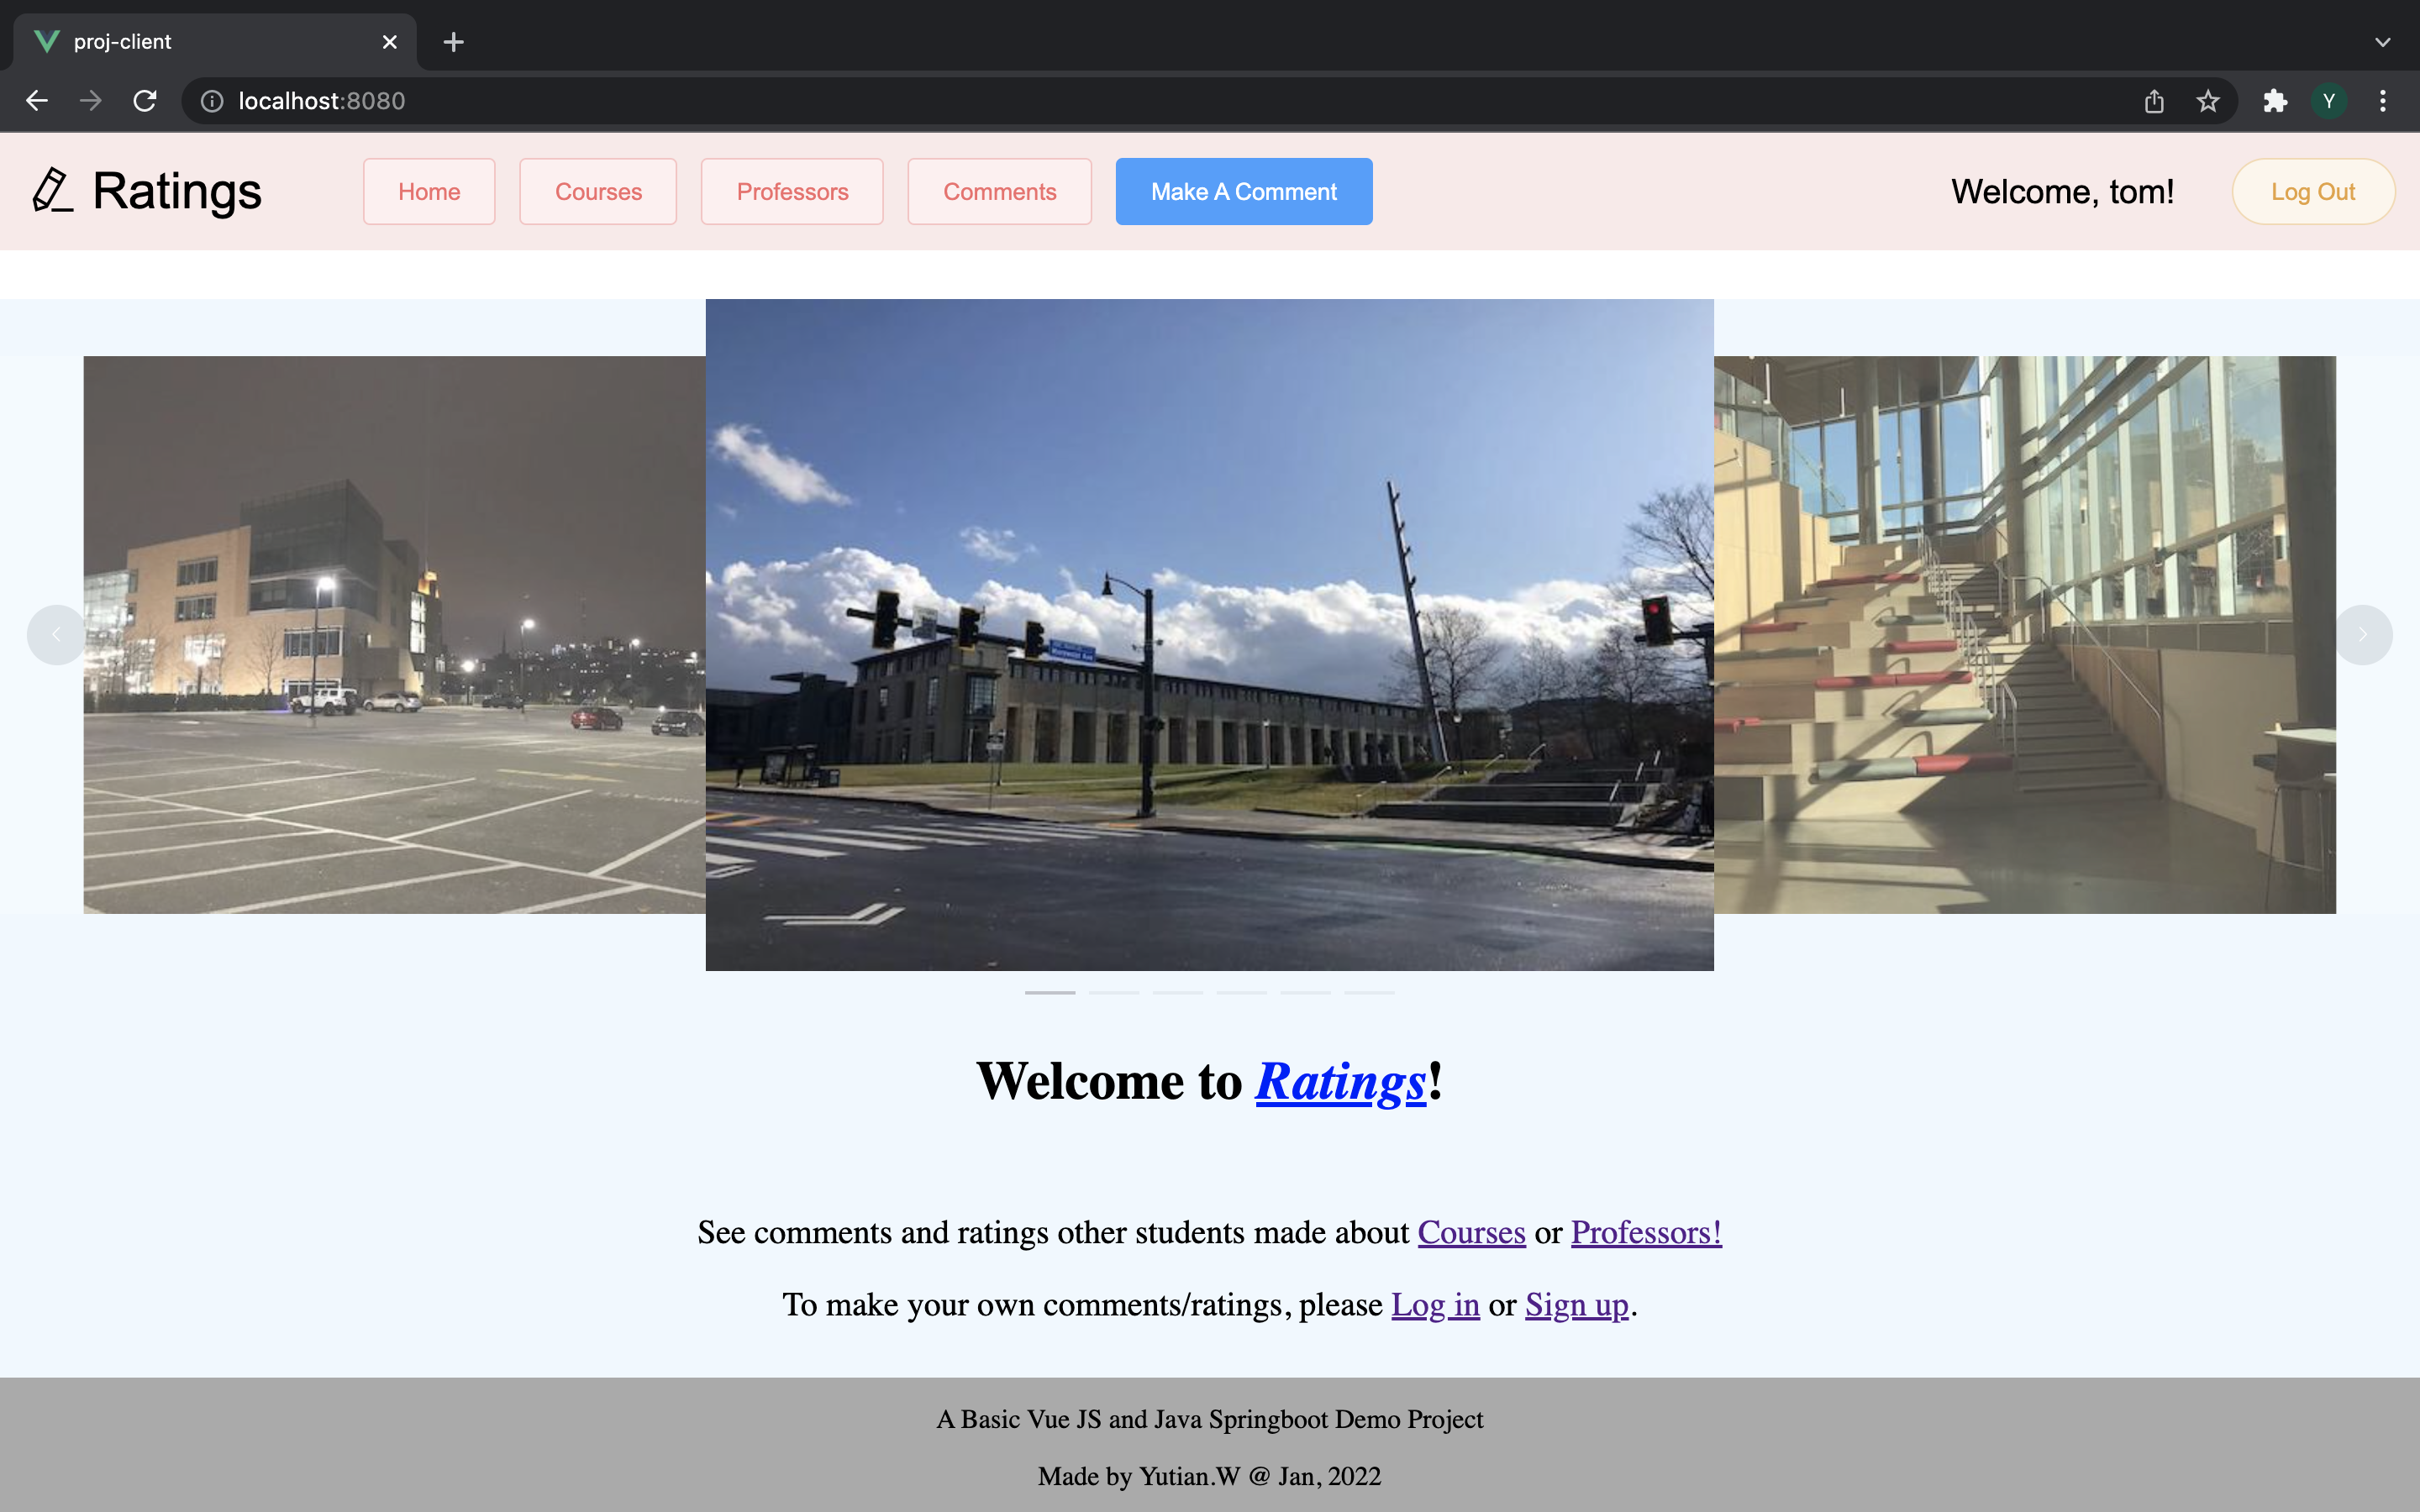 proj-client
localhost:8080
Y
Ratings
Home
Courses
Professors
Comments
Make A Comment
Welcome, tom!
Log Out
Welcome to Ratings!
See comments and ratings other students made about Courses or Professors!
To make your own comments/ratings, please Log in or Sign up.
A Basic Vue JS and Java Springboot Demo Project
Made by Yutian.W @ Jan, 2022